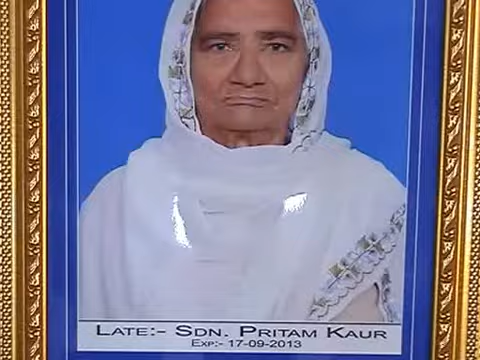 LATE:- SDN. PRITAM KAUR
EXP:- 17-09-2013